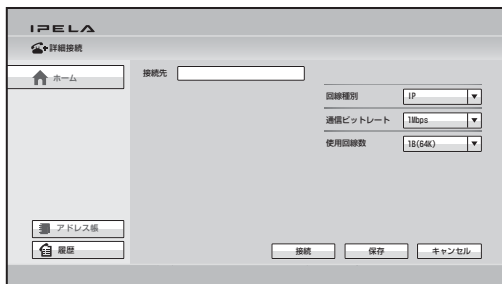 IPELA
詳細接続
ホーム
接続先
回線種別 IP
通信ビットレート 1Mbps
使用回線数 1B(64K)
アドレス帳
履歴
接続 保存 キャンセル